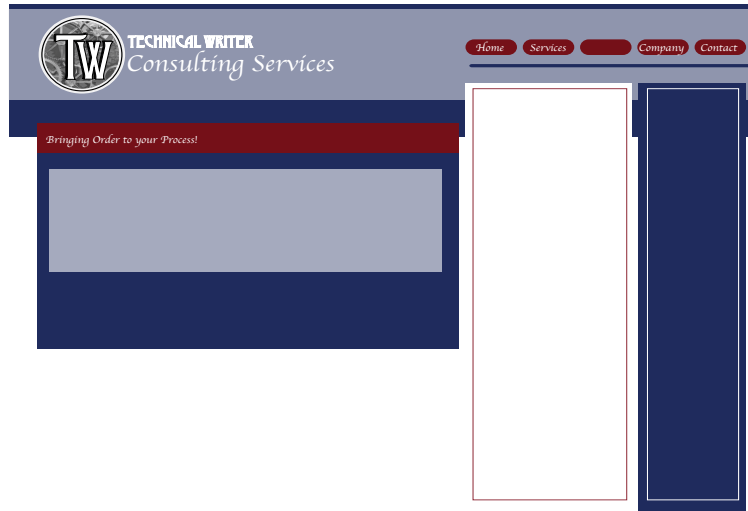 TW
TECHNICAL WRITER
Consulting Services
Home Services Company Contact
Bringing Order to your Process!